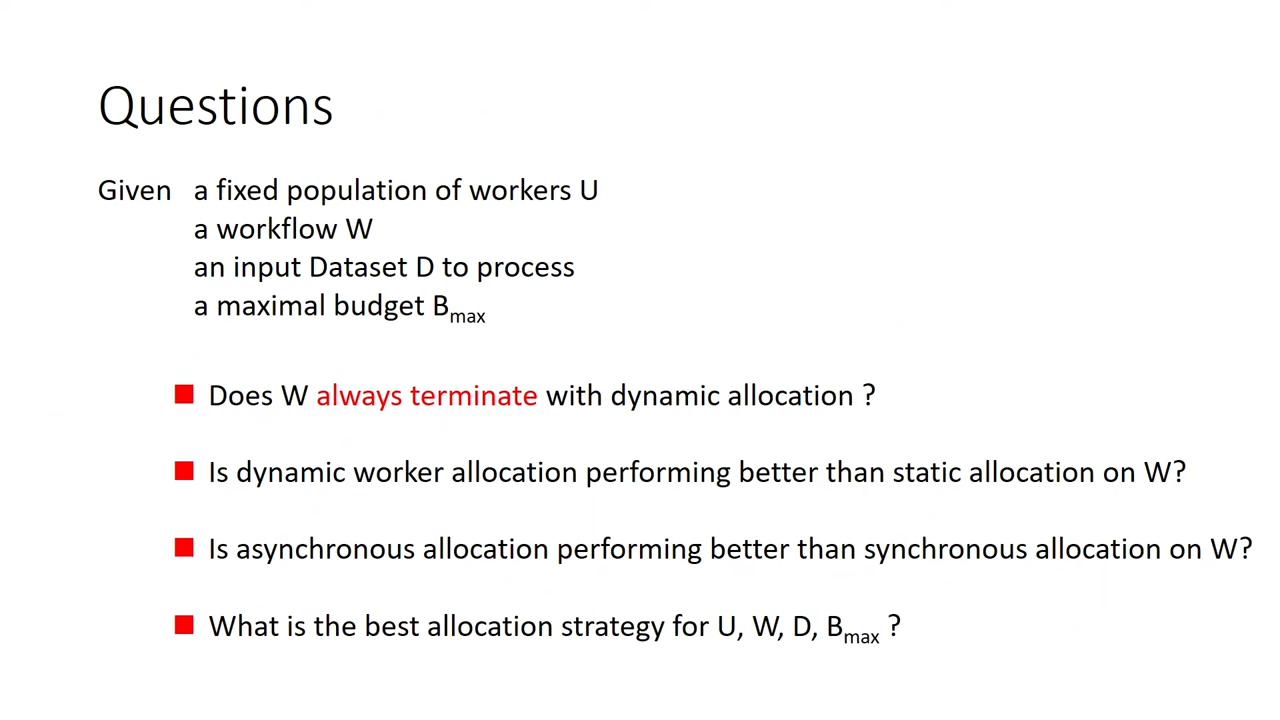 Questions
Given a fixed population of workers U
a workflow W
an input Dataset D to process
a maximal budget Bmax
Does W always terminate with dynamic allocation ?
Is dynamic worker allocation performing better than static allocation on W?
Is asynchronous allocation performing better than synchronous allocation on W?
What is the best allocation strategy for U, W, D, Bmax ?